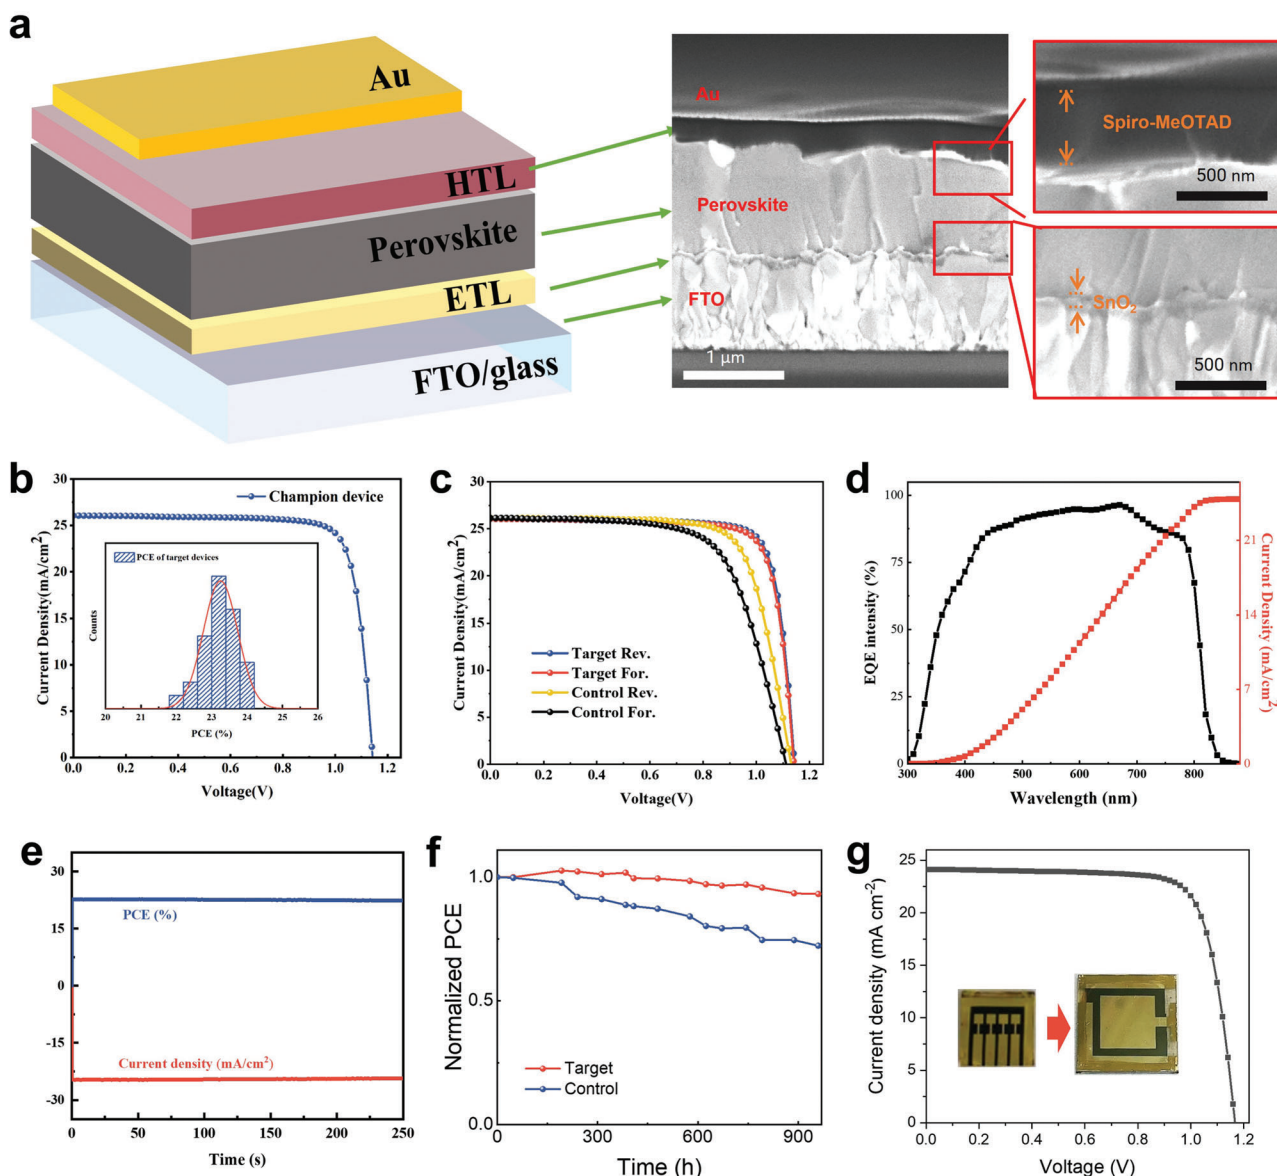 a
Au
HTL
Perovskite
ETL
FTO/glass
Au
Perovskite
FTO
1 μm
Spiro-MeOTAD
500 nm
SnO2
500 nm
b
Champion device
PCE of target devices
Counts
20 21 22 23 24 25 26
PCE (%)
Current Density(mA/cm2)
30
25
20
15
10
5
0
0.0 0.2 0.4 0.6 0.8 1.0 1.2
Voltage(V)
c
Current Density(mA/cm2)
30
25
20
15
10
5
0
Target Rev.
Target For.
Control Rev.
Control For.
0.0 0.2 0.4 0.6 0.8 1.0 1.2
Voltage(V)
d
EQE intensity (%)
100
75
50
25
0
300 400 500 600 700 800
Wavelength (nm)
21
14
7
0
Current Density (mA/cm2)
e
30
15
0
-15
-30
PCE (%)
Current density (mA/cm2)
0 50 100 150 200 250
Time (s)
f
Normalized PCE
1.0
0.5
0.0
Target
Control
0 300 600 900
Time (h)
g
Current density (mA cm-2)
25
20
15
10
5
0
0.0 0.2 0.4 0.6 0.8 1.0 1.2
Voltage (V)